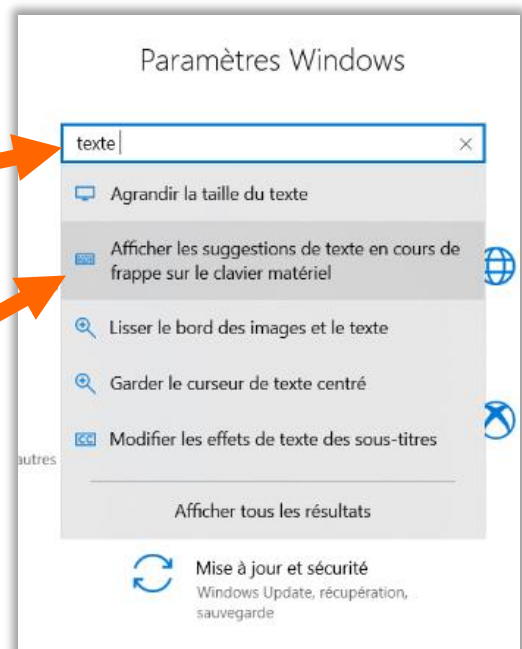 Paramètres Windows
texte
Agrandir la taille du texte
Afficher les suggestions de texte en cours de
frappe sur le clavier matériel
Lisser le bord des images et le texte
Garder le curseur de texte centré
CC Modifier les effets de texte des sous-titres
autres
Afficher tous les résultats
Mise à jour et sécurité
Windows Update, récupération,
sauvegarde